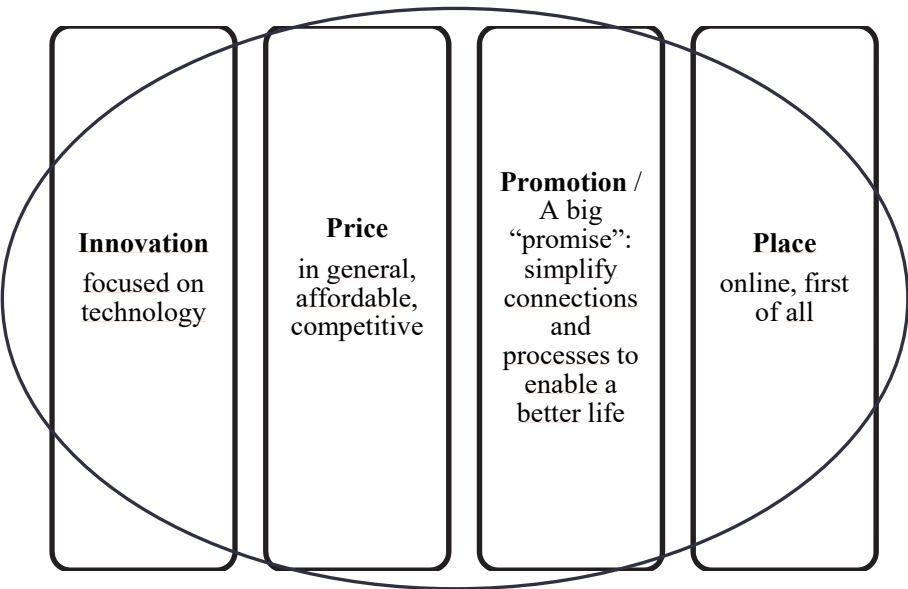 Innovation
focused on
technology
Price
in general,
affordable,
competitive
Promotion /
A big
“promise”:
simplify
connections
and
processes to
enable a
better life
Place
online, first
of all